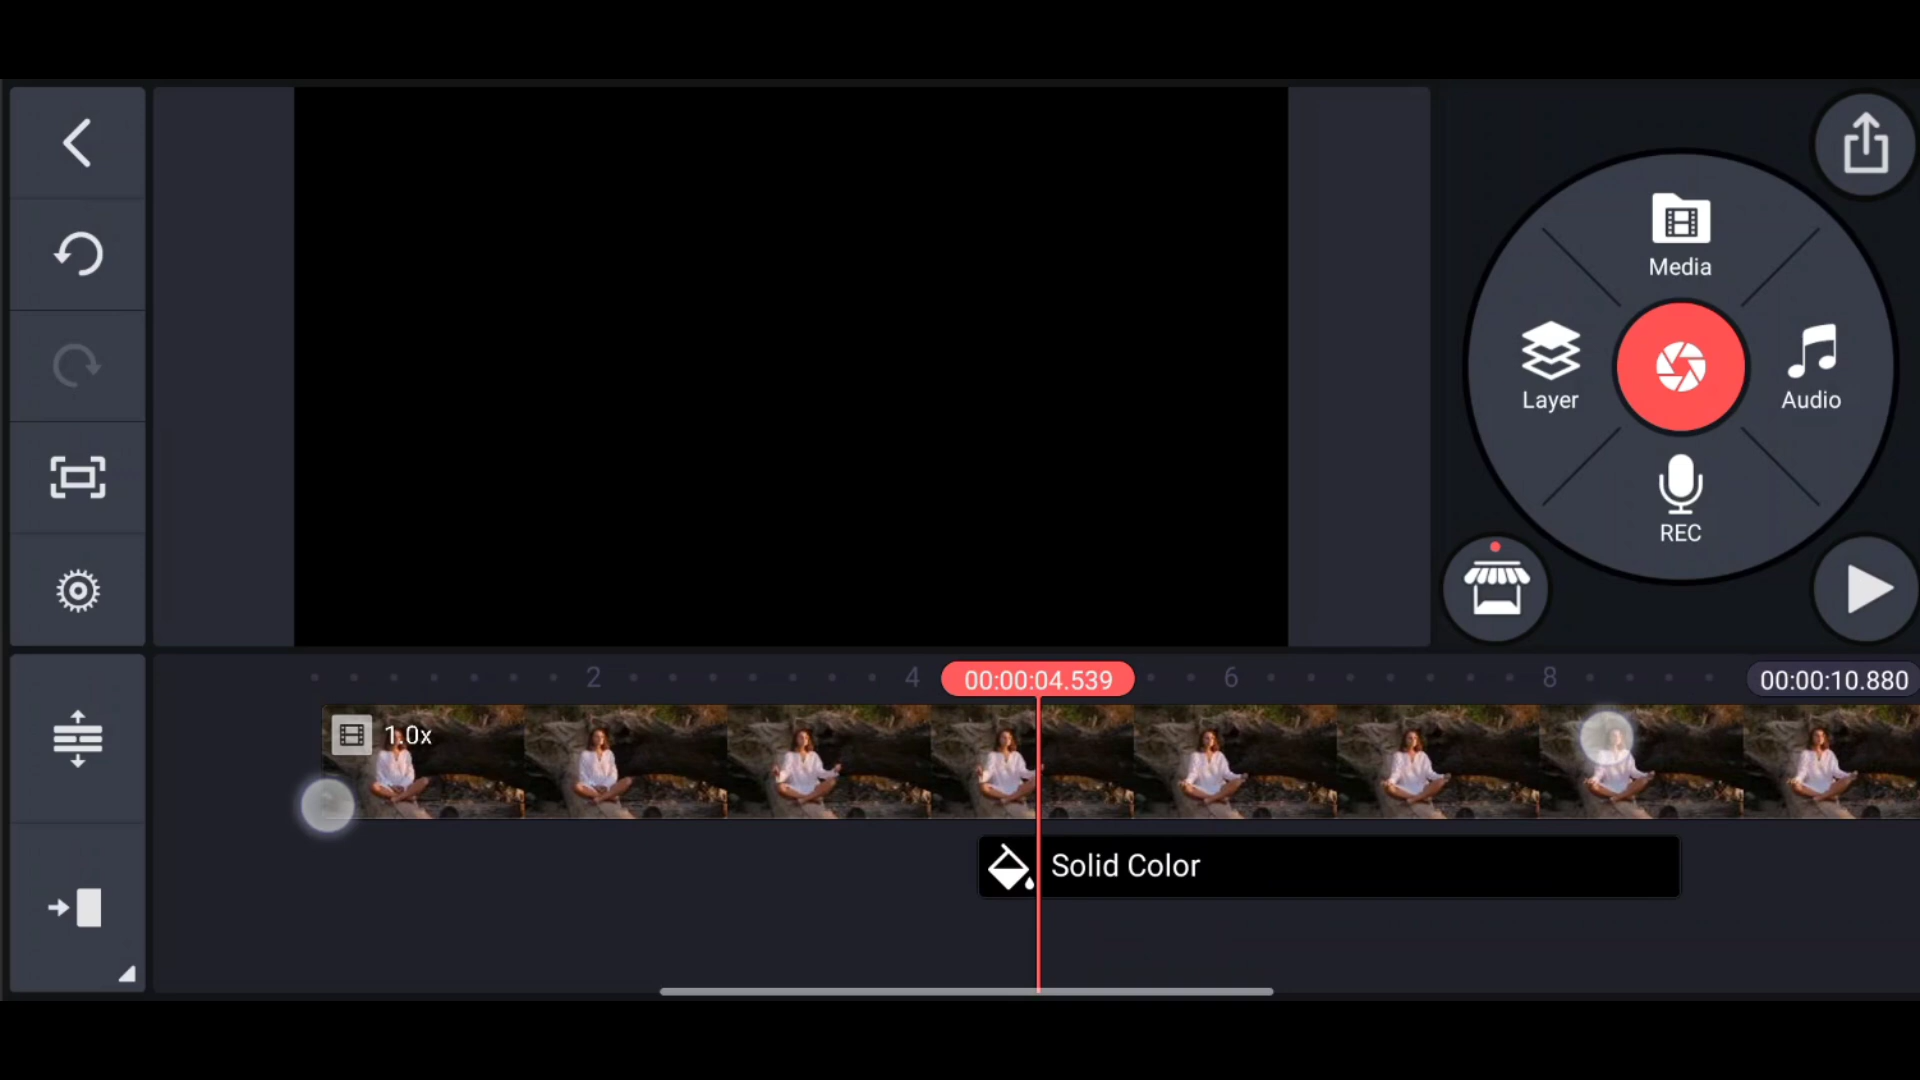 Media
Layer
Audio
REC
2
4
00:00:04.539
6
8
00:00:10.880
1.0x
Solid Color